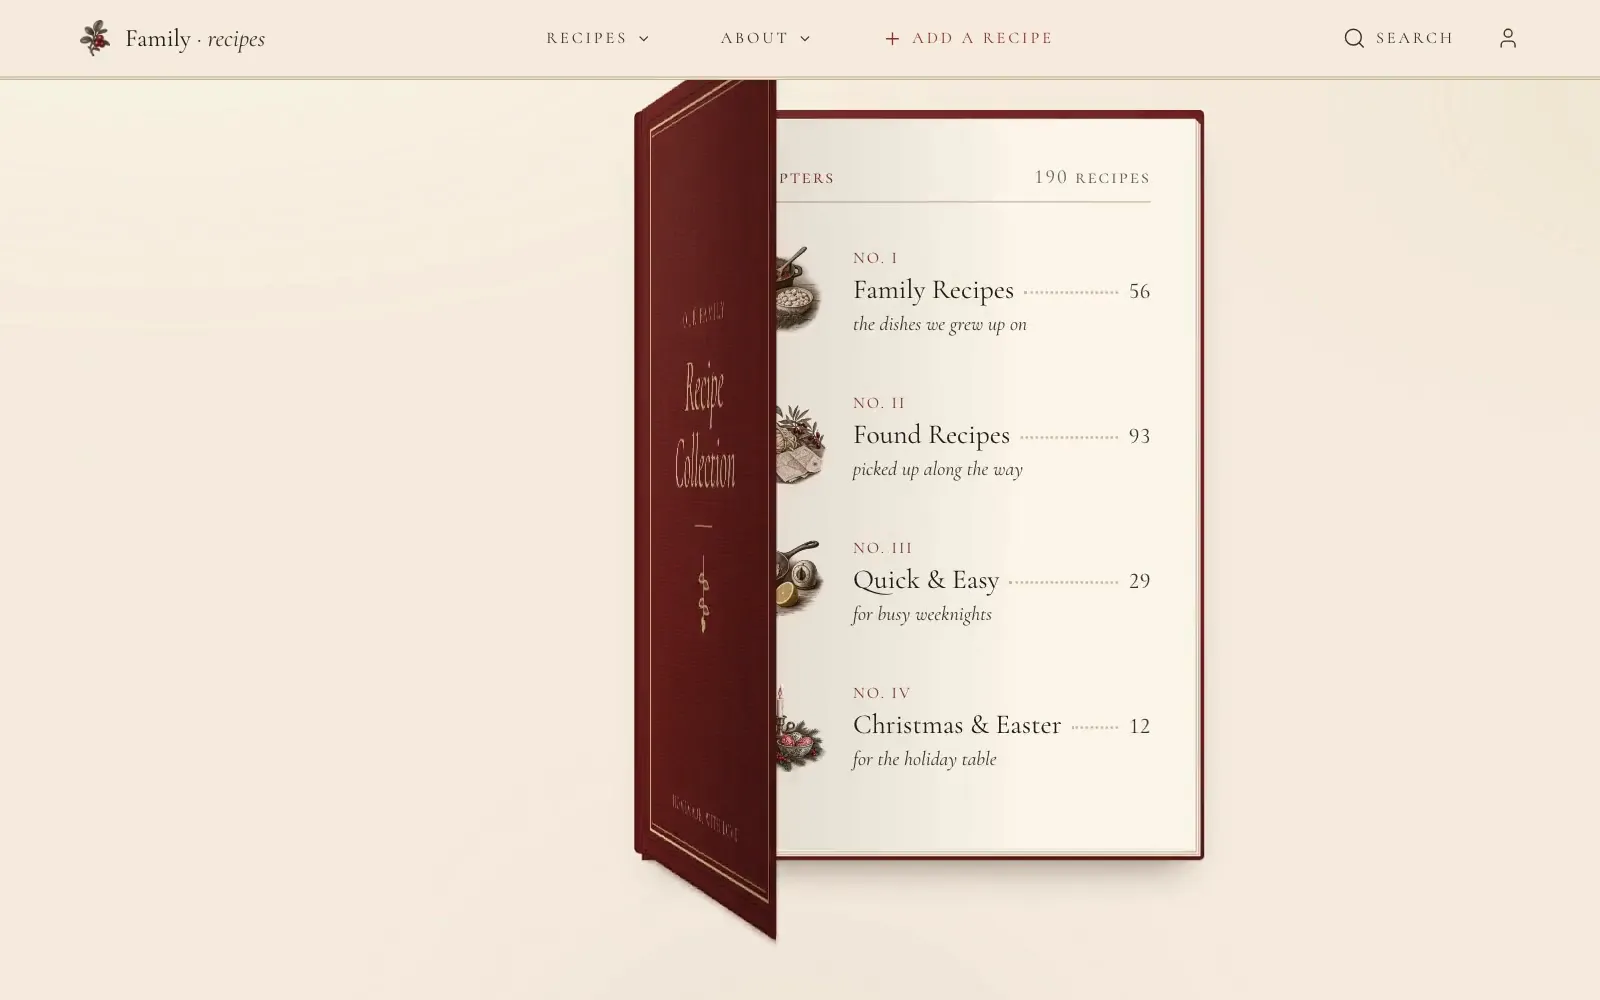 Family · recipes
RECIPES
ABOUT
+ ADD A RECIPE
SEARCH
PTERS
190 RECIPES
NO. I
Family Recipes 56
the dishes we grew up on
NO. II
Found Recipes 93
picked up along the way
NO. III
Quick & Easy 29
for busy weeknights
NO. IV
Christmas & Easter 12
for the holiday table
FAMILY
Recipe
Collection